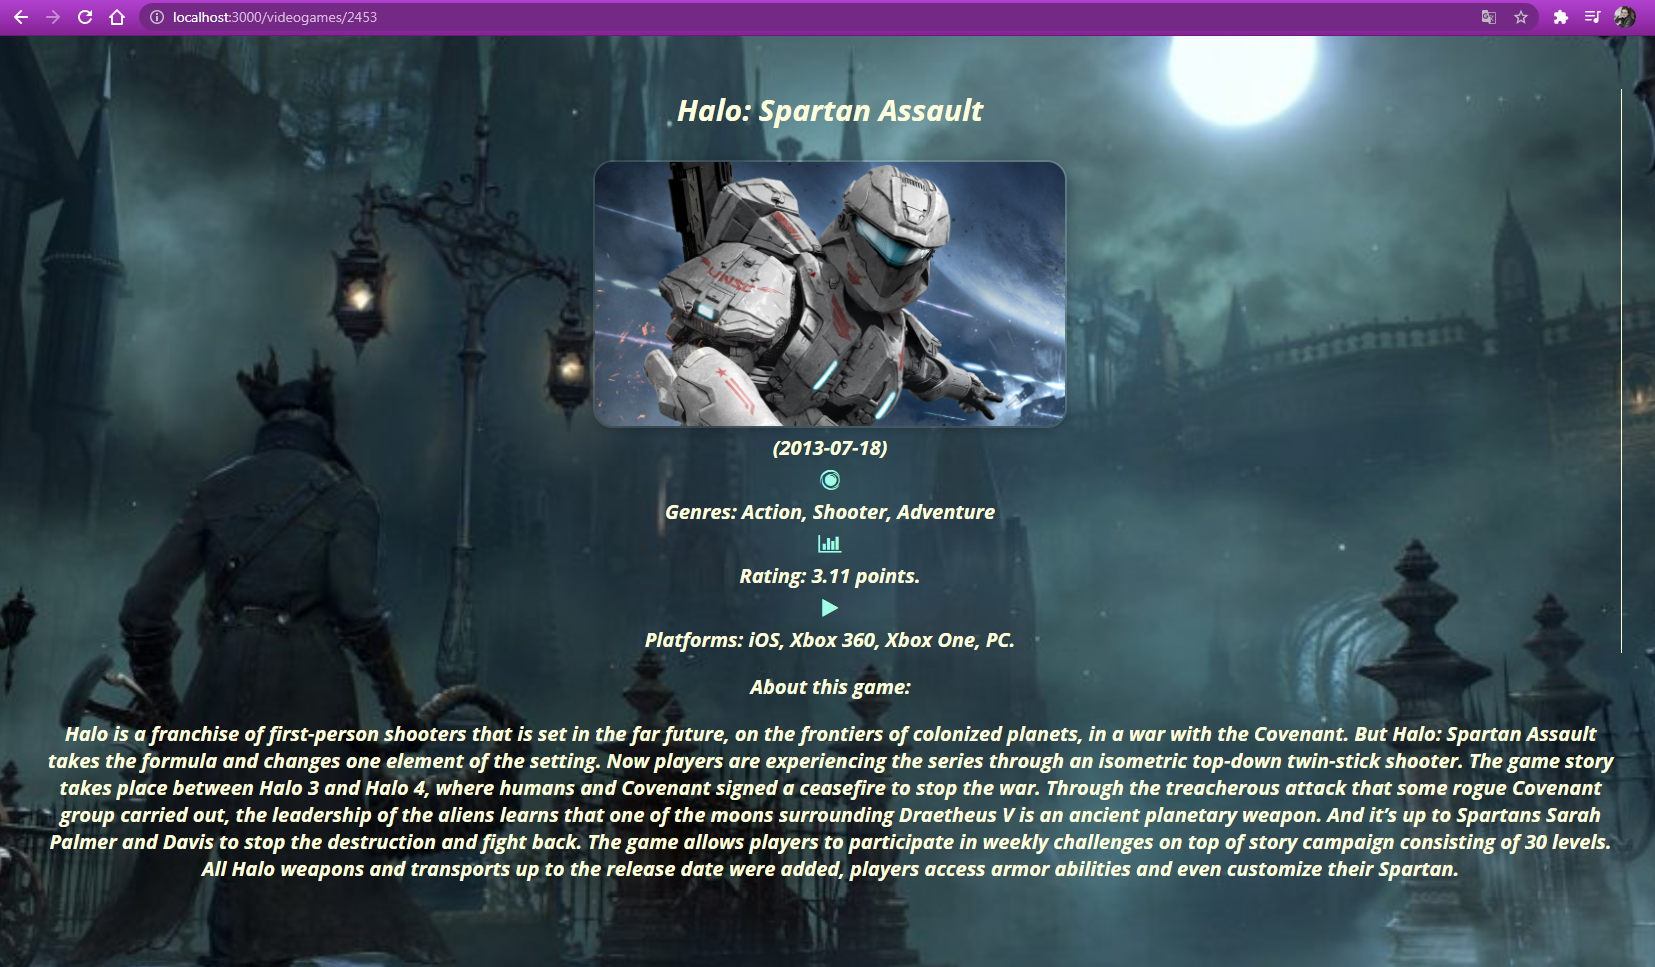 localhost:3000/videogames/2453
Halo: Spartan Assault
UNSC
(2013-07-18)
Genres: Action, Shooter, Adventure
Rating: 3.11 points.
Platforms: iOS, Xbox 360, Xbox One, PC.
About this game:
Halo is a franchise of first-person shooters that is set in the far future, on the frontiers of colonized planets, in a war with the Covenant. But Halo: Spartan Assault
takes the formula and changes one element of the setting. Now players are experiencing the series through an isometric top-down twin-stick shooter. The game story
takes place between Halo 3 and Halo 4, where humans and Covenant signed a ceasefire to stop the war. Through the treacherous attack that some rogue Covenant
group carried out, the leadership of the aliens learns that one of the moons surrounding Draetheus V is an ancient planetary weapon. And it’s up to Spartans Sarah
Palmer and Davis to stop the destruction and fight back. The game allows players to participate in weekly challenges on top of story campaign consisting of 30 levels.
All Halo weapons and transports up to the release date were added, players access armor abilities and even customize their Spartan.